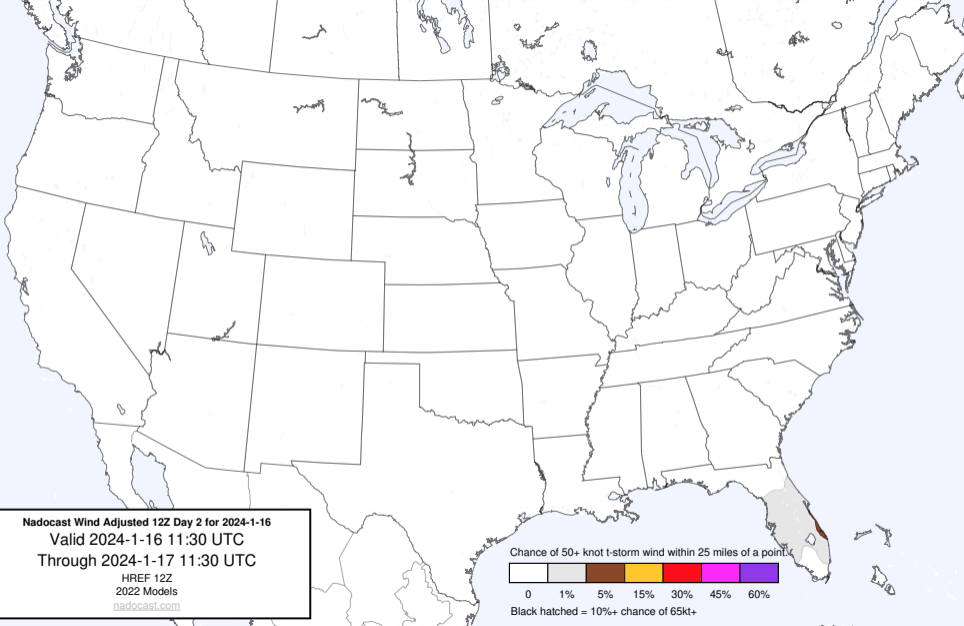 Nadocast Wind Adjusted 12Z Day 2 for 2024-1-16
Valid 2024-1-16 11:30 UTC
Through 2024-1-17 11:30 UTC
HREF 12Z
2022 Models
nadocast.com
Chance of 50+ knot t-storm wind within 25 miles of a point.
0 1% 5% 15% 30% 45% 60%
Black hatched = 10%+ chance of 65kt+